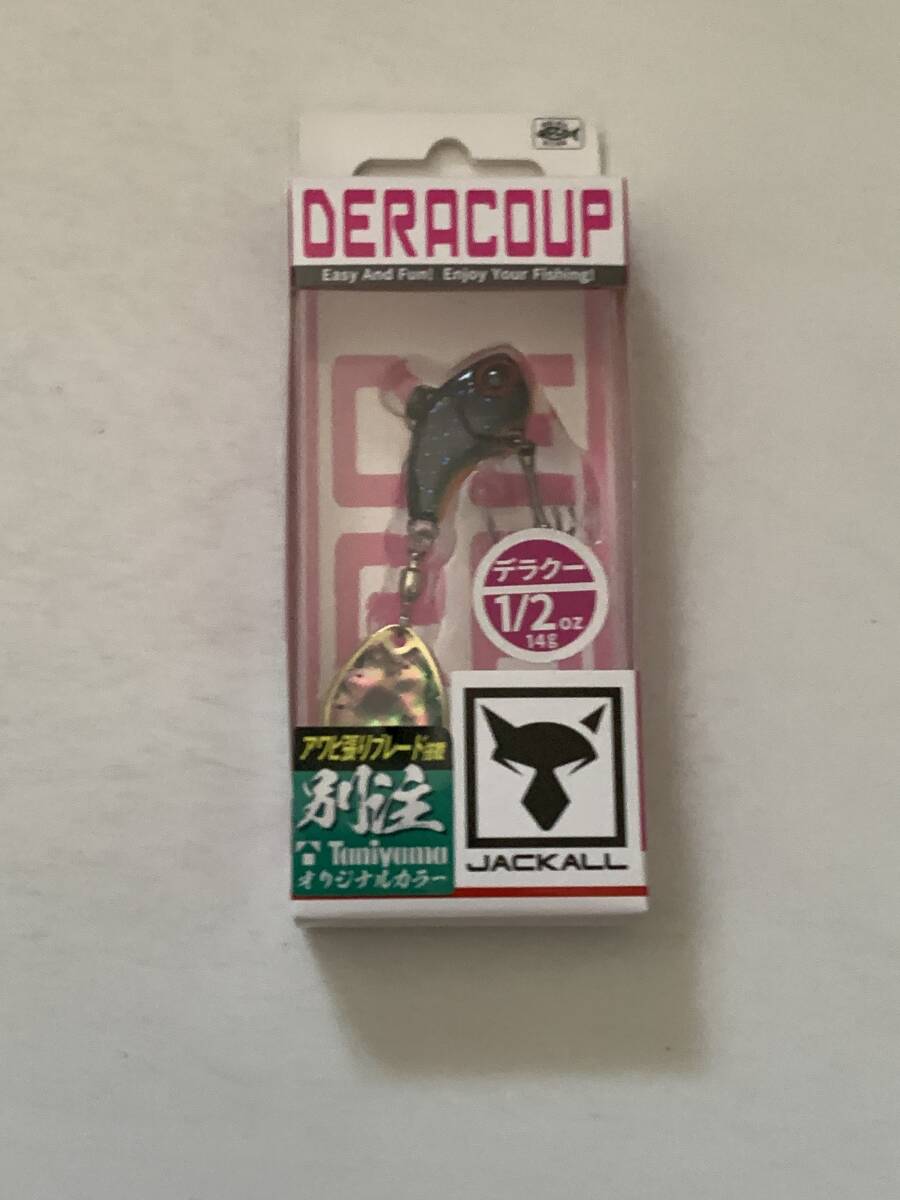 DERACOUP
Easy And Fun! Enjoy Your Fishing!
デラクー
1/2oz
14g
アワビ張りブレード搭載
別注
Taniyama
オリジナルカラー
JACKALL